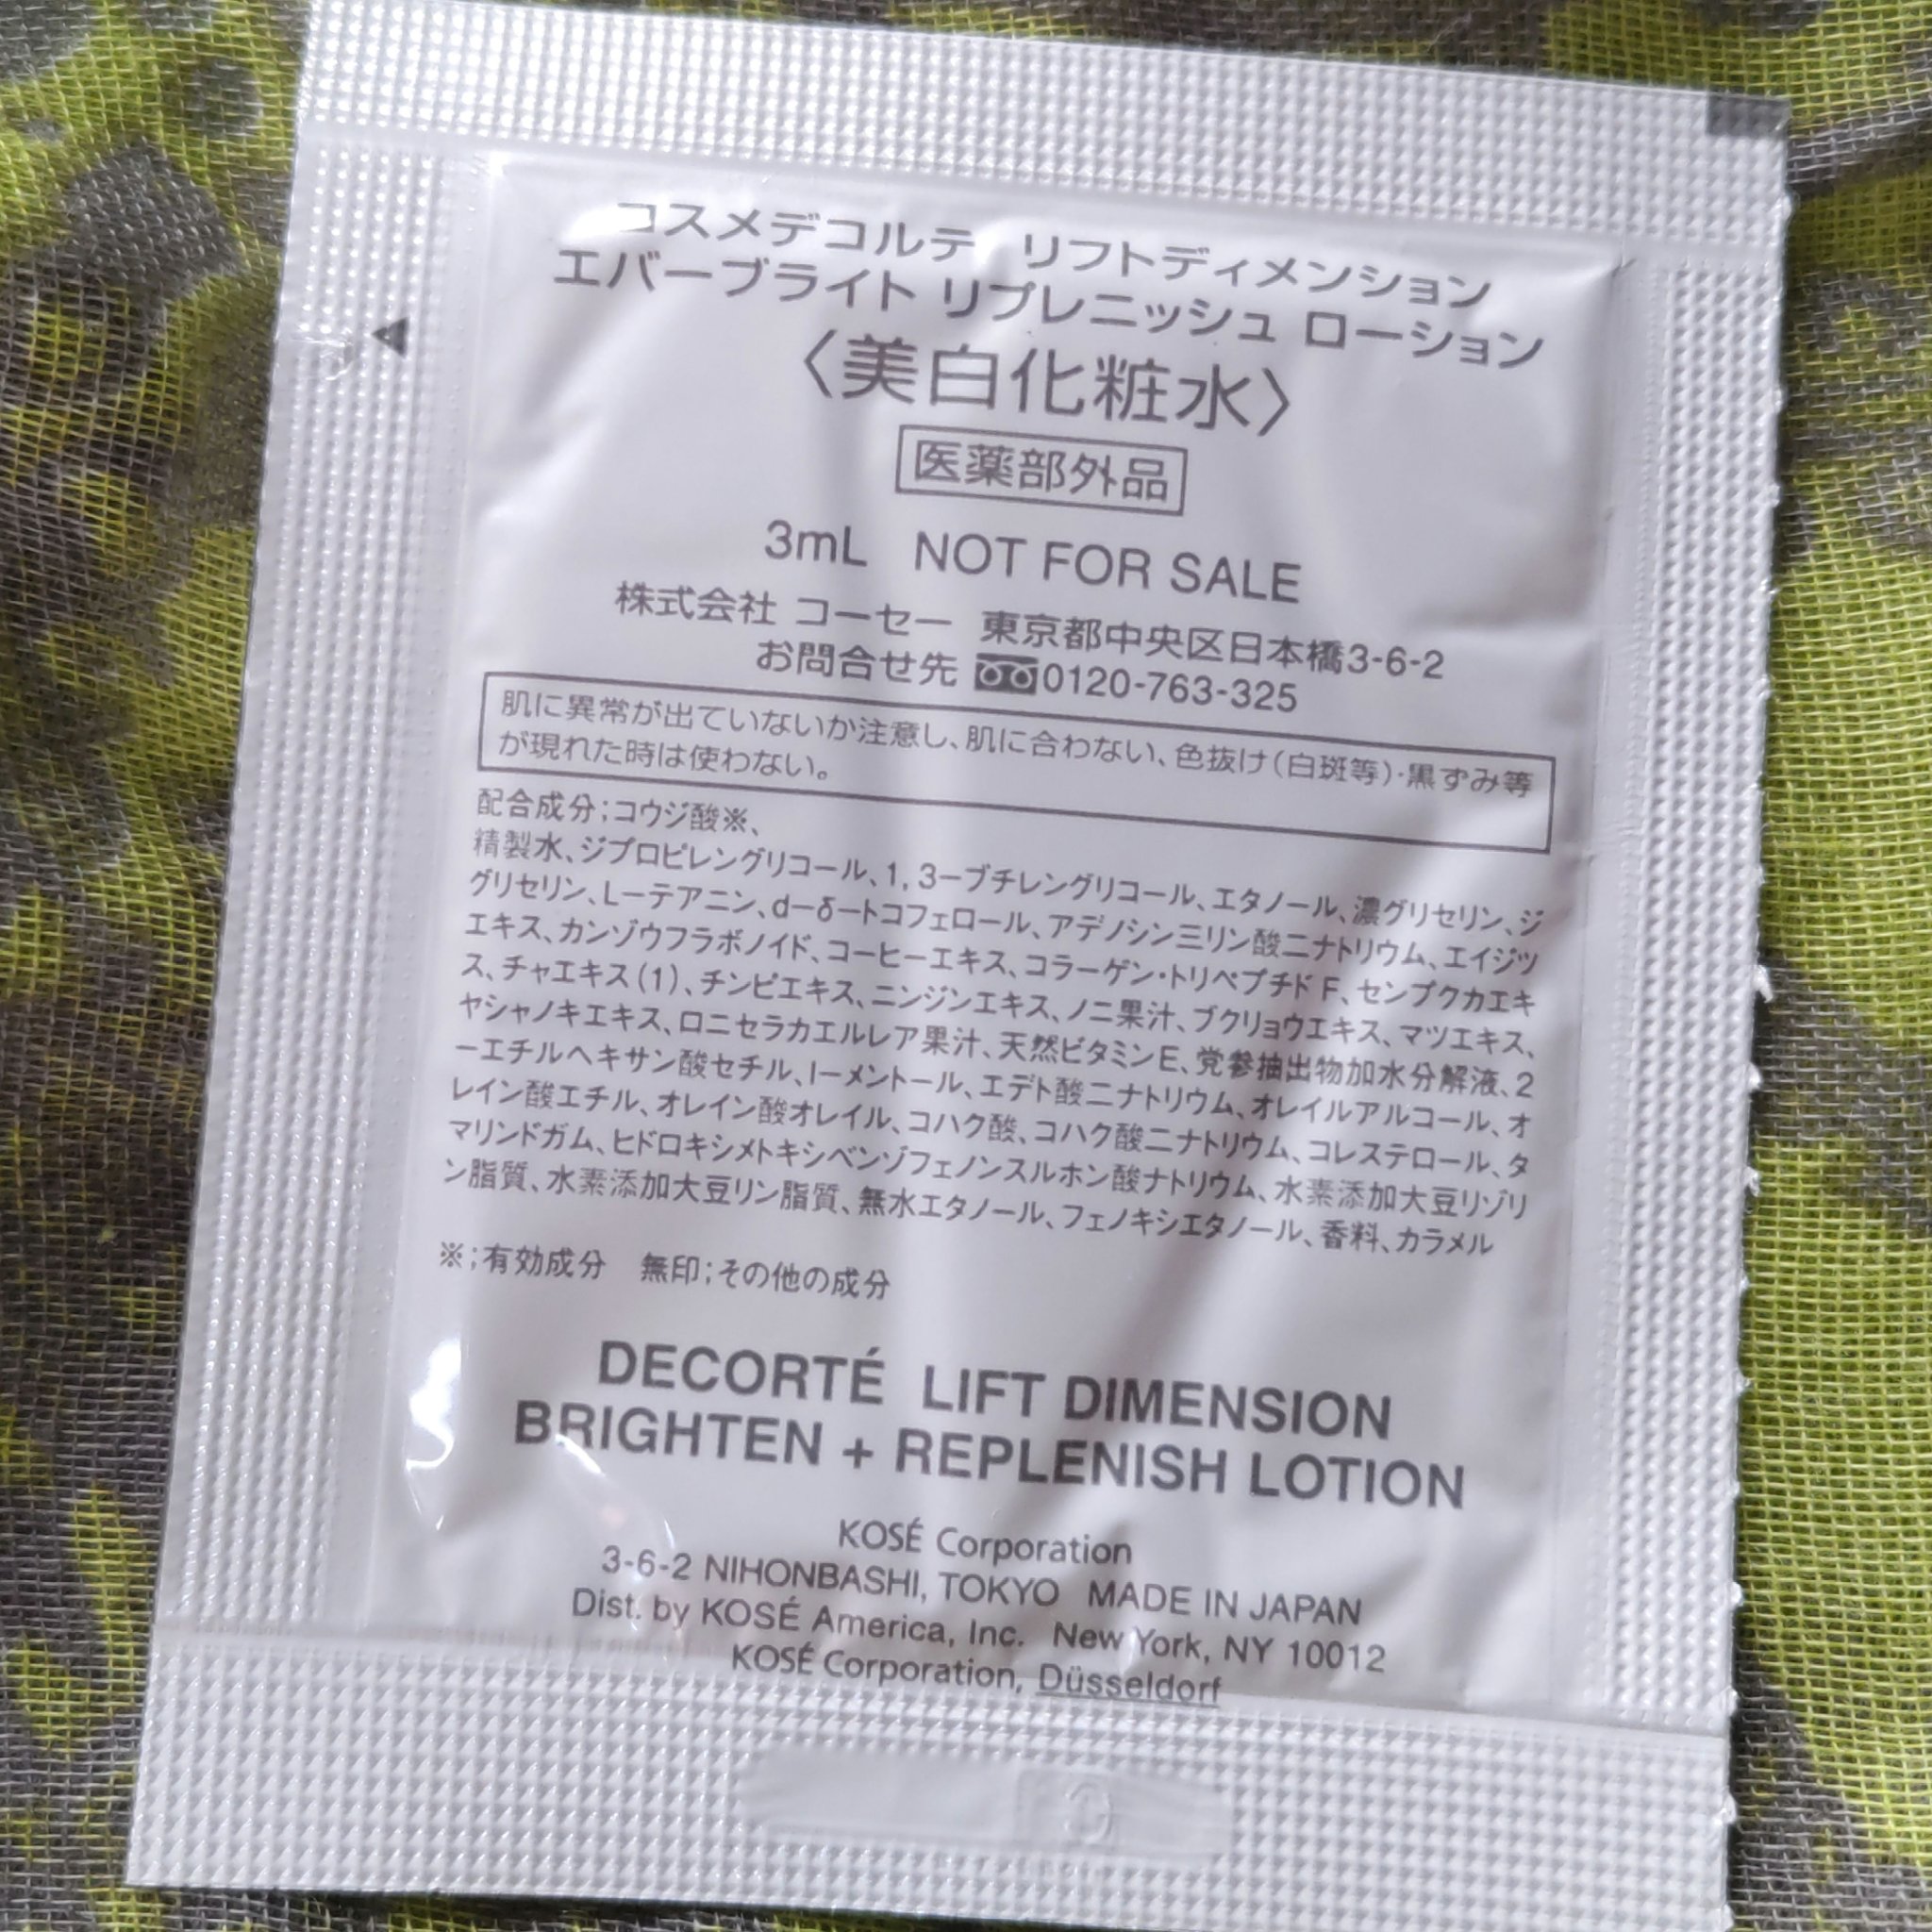 コスメデコルテ リフトディメンション
エバーブライト リプレニッシュ ローション
〈美白化粧水〉
医薬部外品
3mL NOT FOR SALE
株式会社 コーセー 東京都中央区日本橋3-6-2
お問合せ先 0120-763-325
肌に異常が出ていないか注意し、肌に合わない、色抜け(白斑等)・黒ずみ等
が現れた時は使わない。
配合成分;コウジ酸※、
精製水、ジプロピレングリコール、1,3ーブチレングリコール、エタノール、濃グリセリン、ジ
グリセリン、Lーテアニン、dーδートコフェロール、アデノシン三リン酸二ナトリウム、エイジツ
エキス、カンゾウフラボノイド、コーヒーエキス、コラーゲン・トリペプチド F、センプクカエキ
ス、チャエキス(1)、チンピエキス、ニンジンエキス、ノニ果汁、ブクリョウエキス、マツエキス、
ヤシャノキエキス、ロニセラカエルレア果汁、天然ビタミンE、党参抽出物加水分解液、2
ーエチルヘキサン酸セチル、lーメントール、エデト酸二ナトリウム、オレイルアルコール、オ
レイン酸エチル、オレイン酸オレイル、コハク酸、コハク酸二ナトリウム、コレステロール、タ
マリンドガム、ヒドロキシメトキシベンゾフェノンスルホン酸ナトリウム、水素添加大豆リゾリ
ン脂質、水素添加大豆リン脂質、無水エタノール、フェノキシエタノール、香料、カラメル
※;有効成分 無印;その他の成分
DECORTÉ LIFT DIMENSION
BRIGHTEN + REPLENISH LOTION
KOSÉ Corporation
3-6-2 NIHONBASHI, TOKYO MADE IN JAPAN
Dist. by KOSÉ America, Inc. New York, NY 10012
KOSÉ Corporation, Düsseldorf